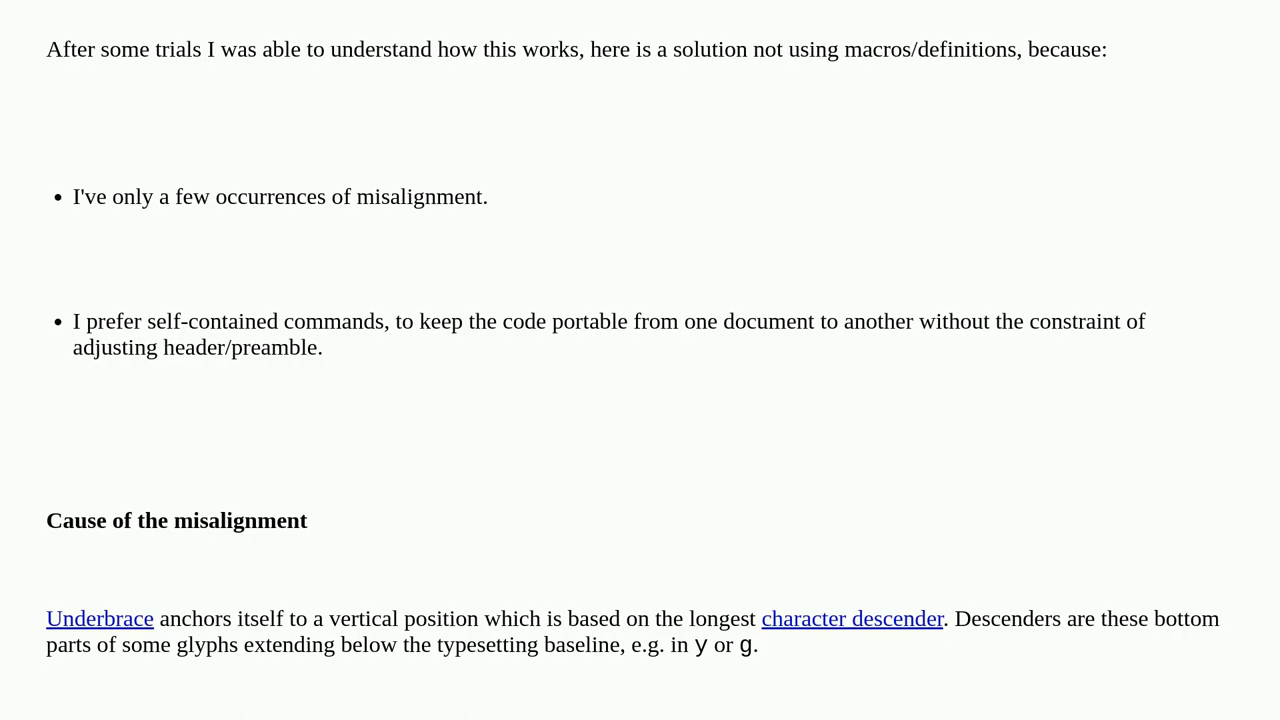 After some trials I was able to understand how this works, here is a solution not using macros/definitions, because:
• I've only a few occurrences of misalignment.
• I prefer self-contained commands, to keep the code portable from one document to another without the constraint of
adjusting header/preamble.
Cause of the misalignment
Underbrace anchors itself to a vertical position which is based on the longest character descender. Descenders are these bottom
parts of some glyphs extending below the typesetting baseline, e.g. in y or g.